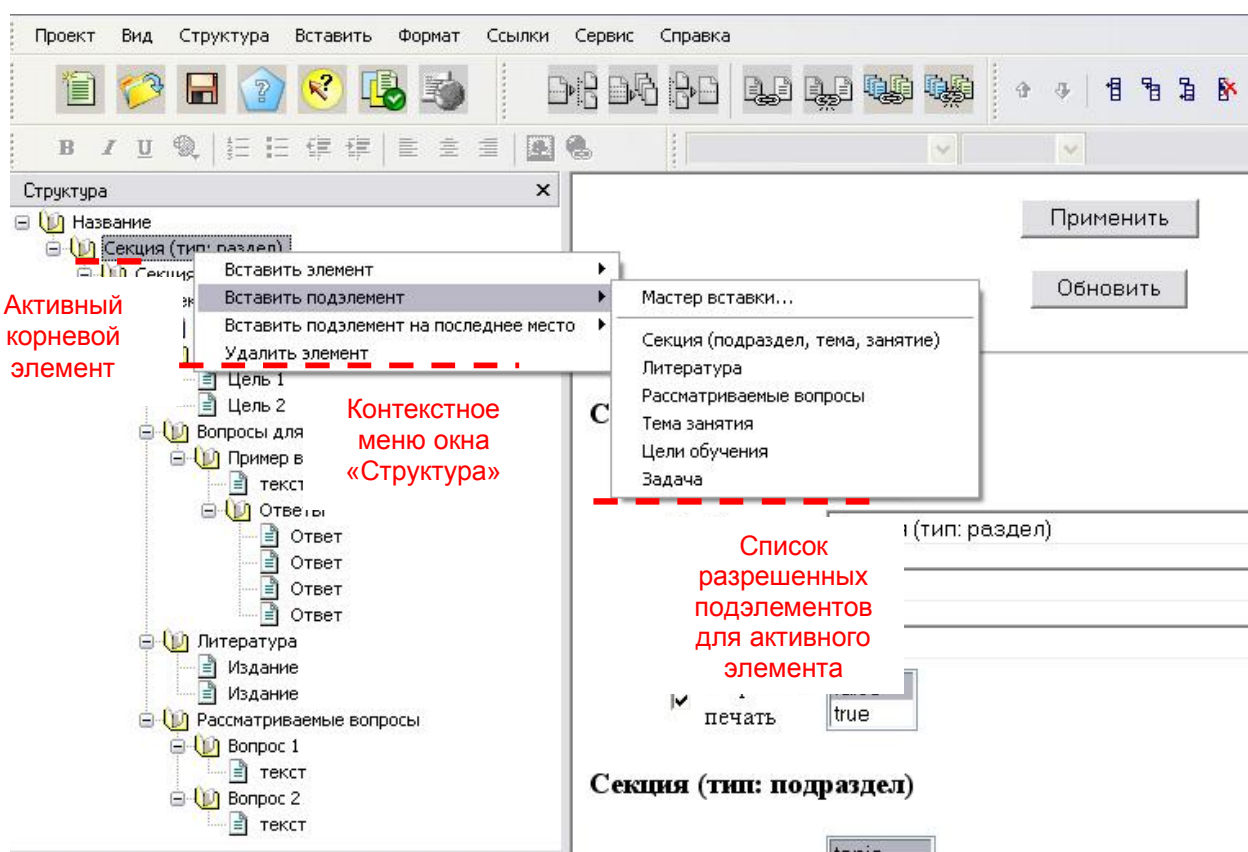 Проект Вид Структура Вставить Формат Ссылки Сервис Справка
B I U
Структура
Название
Секция (тип: раздел)
Секция
Вставить элемент
Вставить подэлемент
Вставить подэлемент на последнее место
Удалить элемент
Мастер вставки...
Секция (подраздел, тема, занятие)
Литература
Рассматриваемые вопросы
Тема занятия
Цели обучения
Задача
Применить
Обновить
Активный
корневой
элемент
Цель 1
Цель 2
Вопросы для
Пример в
текст
Ответы
Ответ
Ответ
Ответ
Ответ
Литература
Издание
Издание
Рассматриваемые вопросы
Вопрос 1
текст
Вопрос 2
текст
Контекстное
меню окна
«Структура»
С
(тип: раздел)
Список
разрешенных
подэлементов
для активного
элемента
печать
true
Секция (тип: подраздел)